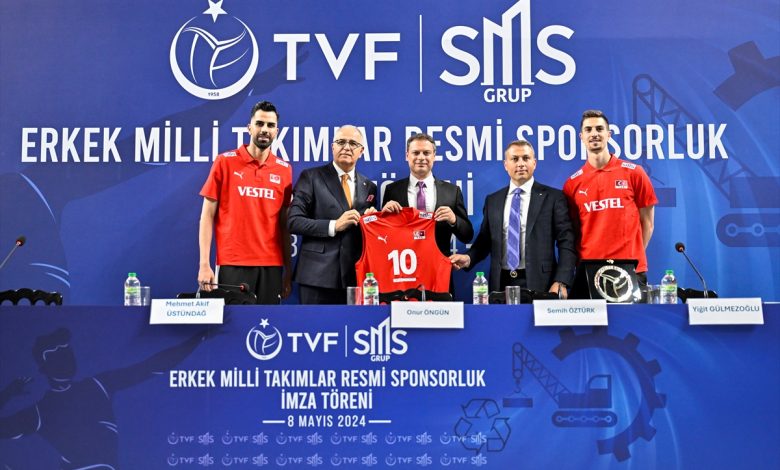 TVF
SMS
GRUP
1958
ERKEK MİLLİ TAKIMLAR RESMİ SPONSORLUK
VESTEL
10
VESTEL
Mehmet Akif
ÜSTÜNDAĞ
Onur ÖNGÜN
Semih ÖZTÜRK
Yiğit GÜLMEZOĞLU
TVF
SMS
GRUP
ERKEK MİLLİ TAKIMLAR RESMİ SPONSORLUK
İMZA TÖRENİ
8 MAYIS 2024